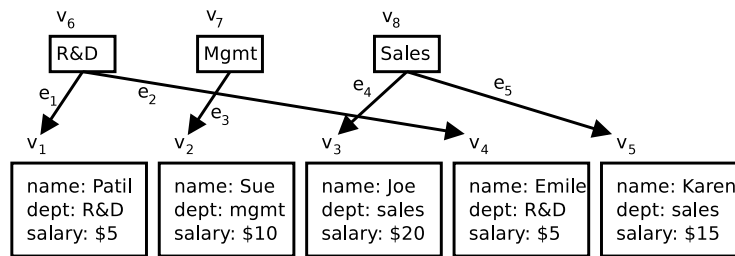 v6 v7 v8
R&D Mgmt Sales
e1 e2 e3 e4 e5
v1 v2 v3 v4 v5
name: Patil
dept: R&D
salary: $5
name: Sue
dept: mgmt
salary: $10
name: Joe
dept: sales
salary: $20
name: Emile
dept: R&D
salary: $5
name: Karen
dept: sales
salary: $15